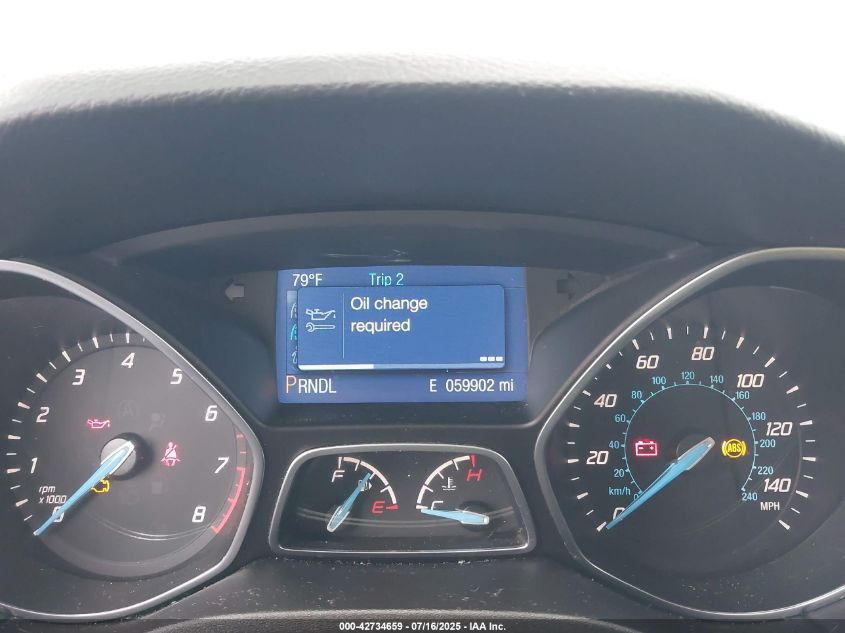 79°F Trip 2
Oil change
required
PRNDL E 059902 mi
1 2 3 4 5 6 7 8
rpm
x1000
F E
C H
0 20 40 60 80 100 120 140
MPH
20 40 60 80 100 120 140 160 180 200 220 240
km/h
ABS
000-42734659 - 07/16/2025 - IAA Inc.